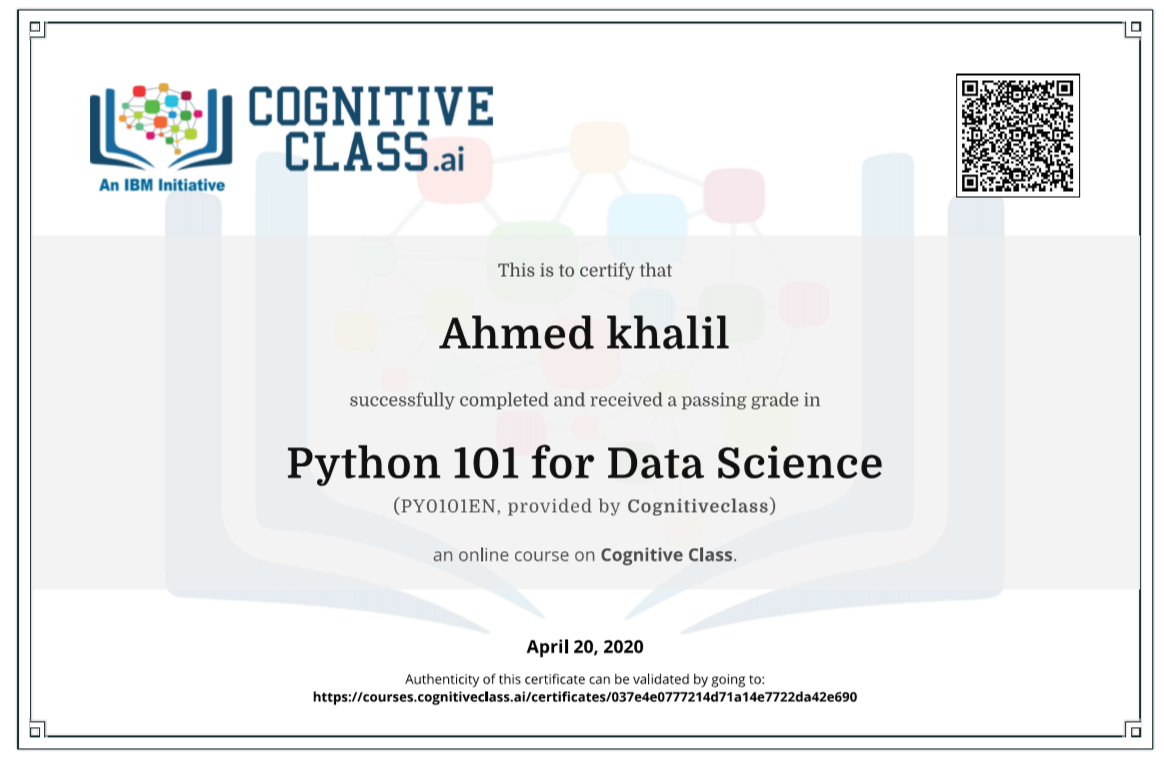 COGNITIVE
CLASS.ai
An IBM Initiative
This is to certify that
Ahmed khalil
successfully completed and received a passing grade in
Python 101 for Data Science
(PY0101EN, provided by Cognitiveclass)
an online course on Cognitive Class.
April 20, 2020
Authenticity of this certificate can be validated by going to:
https://courses.cognitiveclass.ai/certificates/037e4e0777214d71a14e7722da42e690